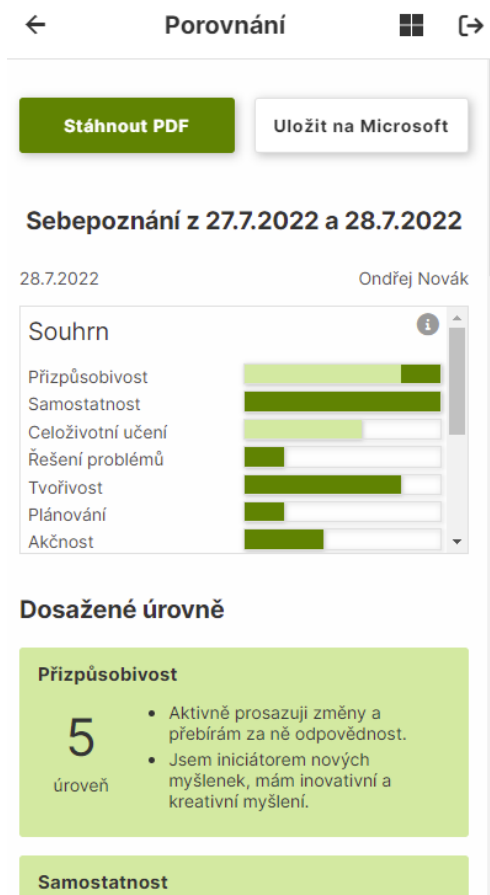 Porovnání
Stáhnout PDF
Uložit na Microsoft
Sebepoznání z 27.7.2022 a 28.7.2022
28.7.2022
Ondřej Novák
Souhrn
Přizpůsobivost
Samostatnost
Celoživotní učení
Řešení problémů
Tvořivost
Plánování
Akčnost
Dosažené úrovně
Přizpůsobivost
5
úroveň
• Aktivně prosazuji změny a
přebírám za ně odpovědnost.
• Jsem iniciátorem nových
myšlenek, mám inovativní a
kreativní myšlení.
Samostatnost